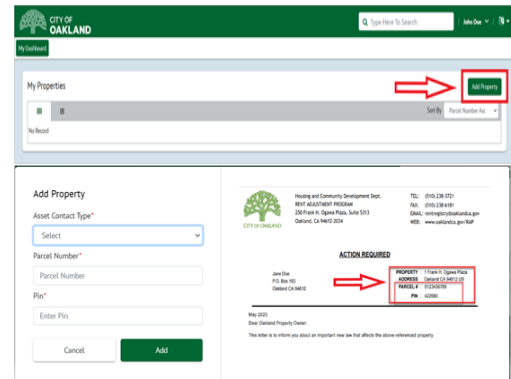 CITY OF
OAKLAND
Type Here To Search
John Doe
My Dashboard
My Properties
Add Property
Sort By Parcel Number Asc
No Record
Add Property
Asset Contact Type*
Select
Parcel Number*
Parcel Number
Pin*
Enter Pin
Cancel
Add
CITY OF OAKLAND
Housing and Community Development Dept.
RENT ADJUSTMENT PROGRAM
250 Frank H. Ogawa Plaza, Suite 5313
Oakland, CA 94612-2034
TEL: (510) 238-3721
FAX: (510) 238-6181
EMAIL: rentregistry@oaklandca.gov
WEB: www.oaklandca.gov/RAP
ACTION REQUIRED
Jane Doe
P.O. Box 103
Oakland CA 94612
PROPERTY : 1 Frank H. Ogawa Plaza
ADDRESS Oakland CA 94612 US
PARCEL # : 0123456789
PIN : 422660
May 2023
Dear Oakland Property Owner:
This letter is to inform you about an important new law that affects the above referenced property.